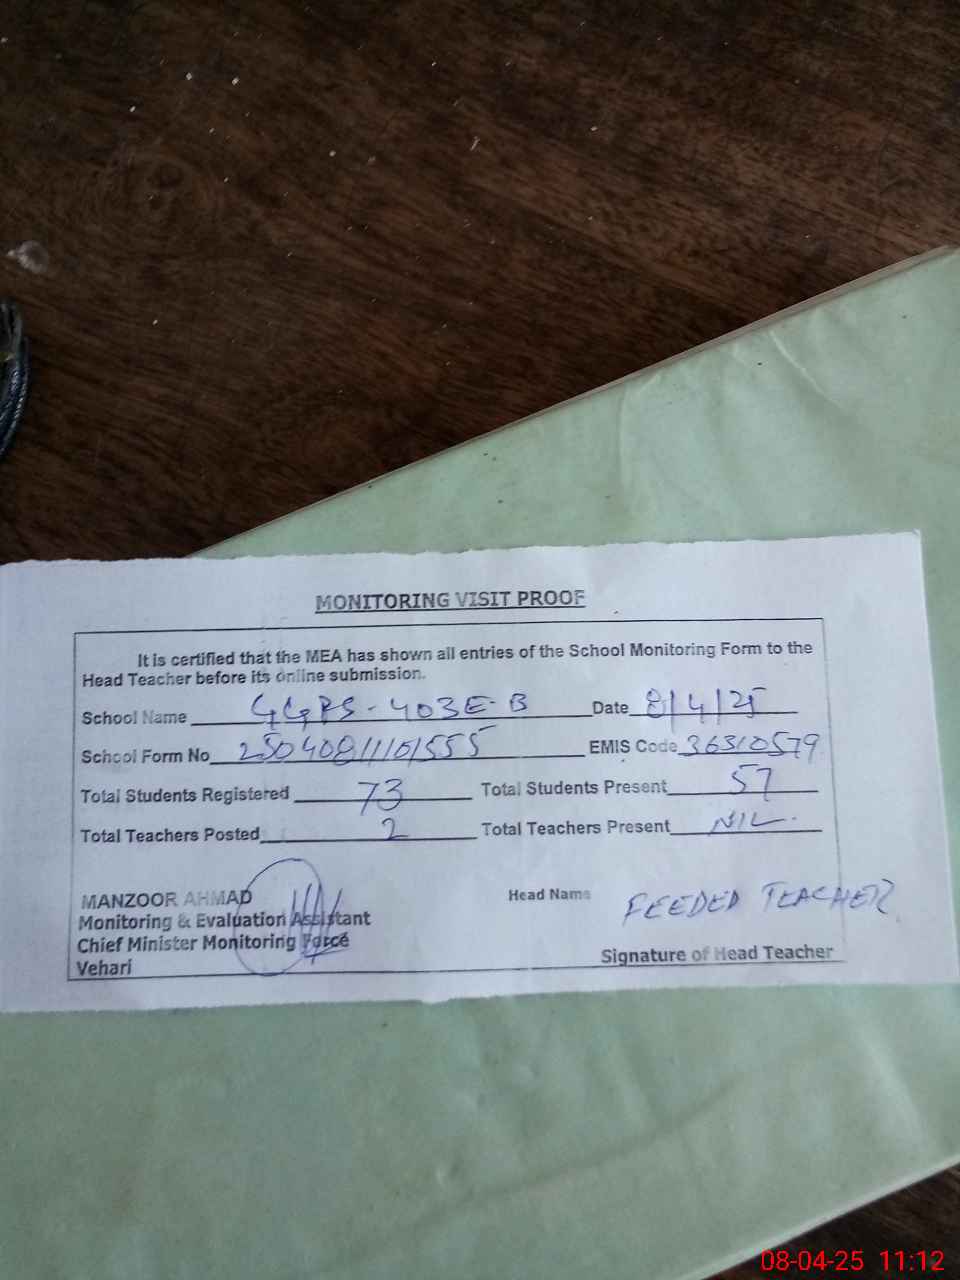 MONITORING VISIT PROOF
It is certified that the MEA has shown all entries of the School Monitoring Form to the
Head Teacher before its online submission.
School Name GGPS-403E-B Date 8/4/25
School Form No 25040811101555 EMIS Code 36310579
Total Students Registered 73 Total Students Present 57
Total Teachers Posted 2 Total Teachers Present NIL.
MANZOOR AHMAD Head Name FEEDED TEACHER
Monitoring & Evaluation Assistant
Chief Minister Monitoring Force
Vehari Signature of Head Teacher
08-04-25 11:12